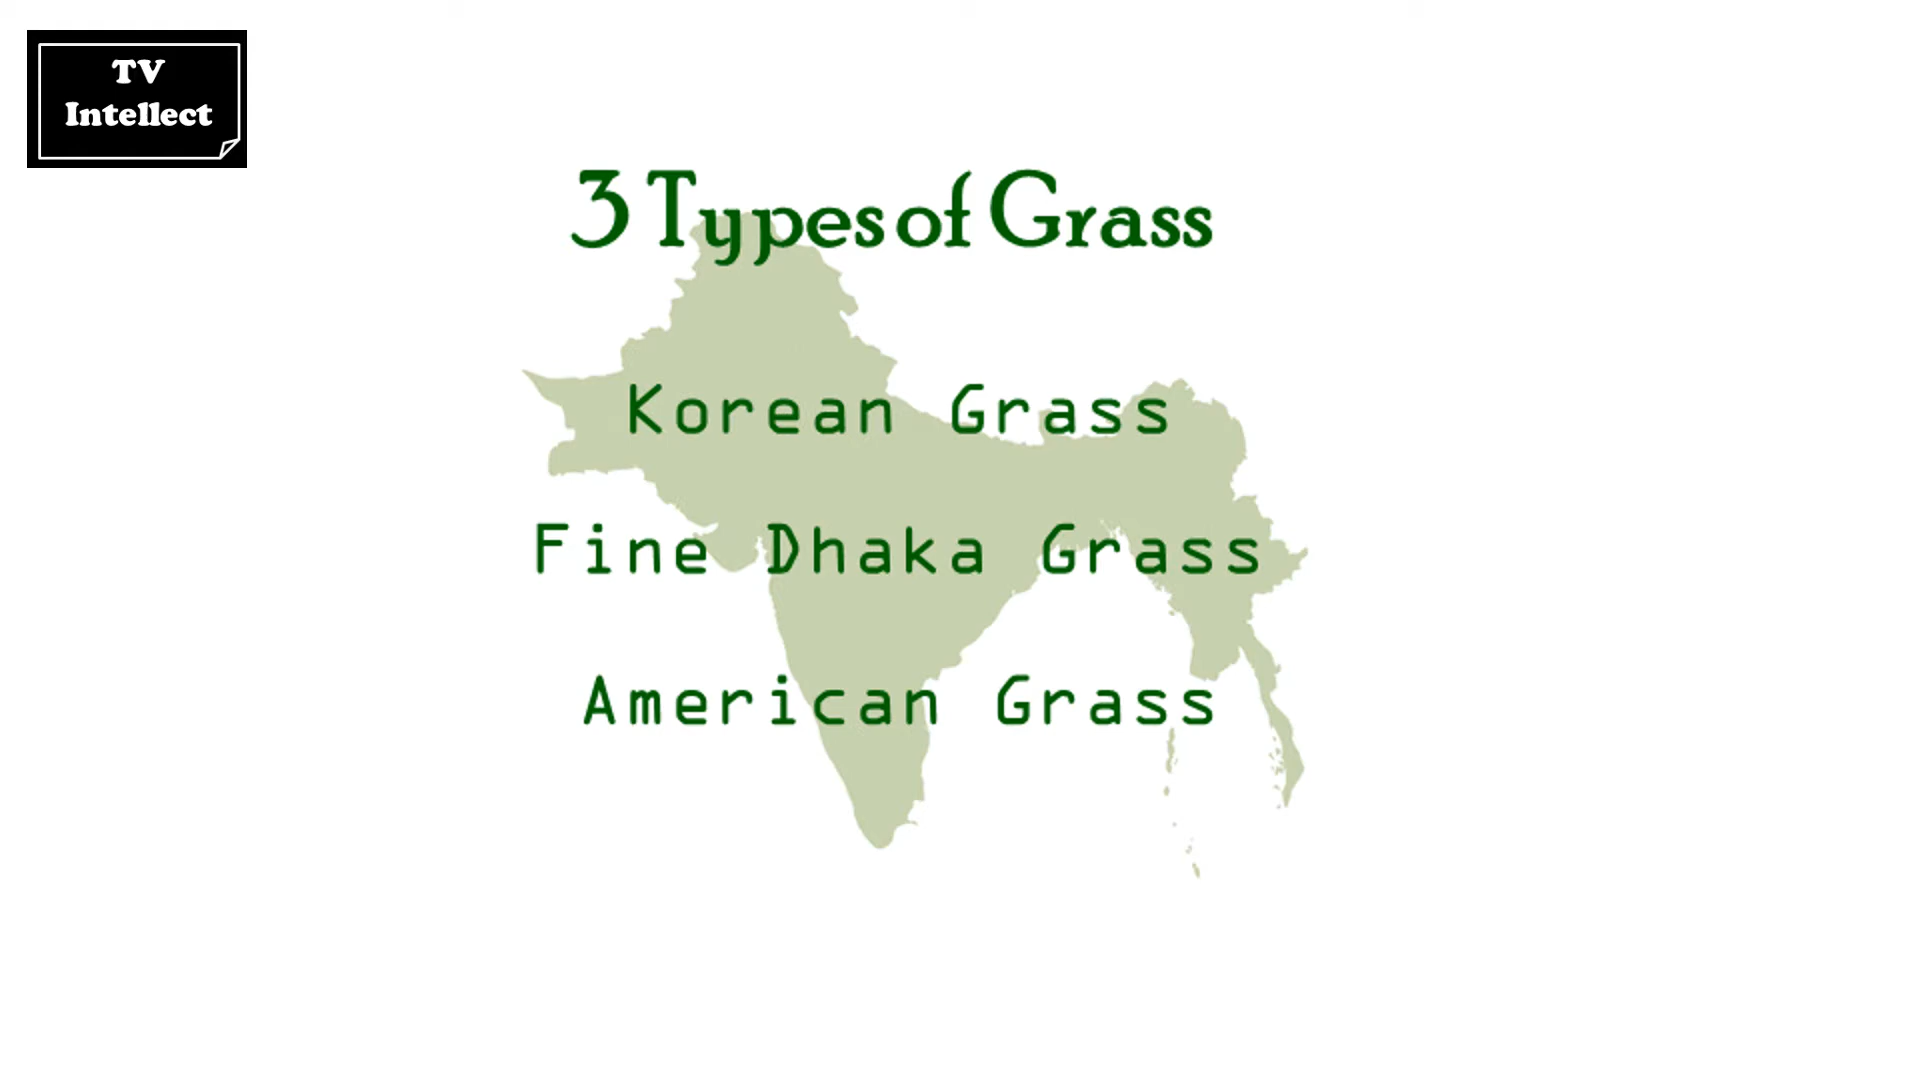 TV
Intellect
3 Types of Grass
Korean Grass
Fine Dhaka Grass
American Grass